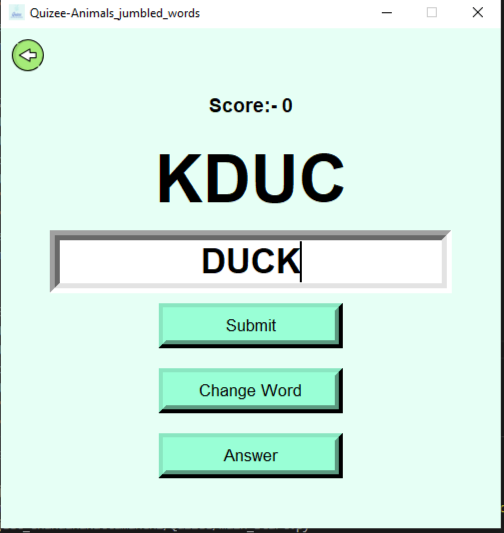 Quizee-Animals_jumbled_words
Score:- 0
KDUC
DUCK
Submit
Change Word
Answer